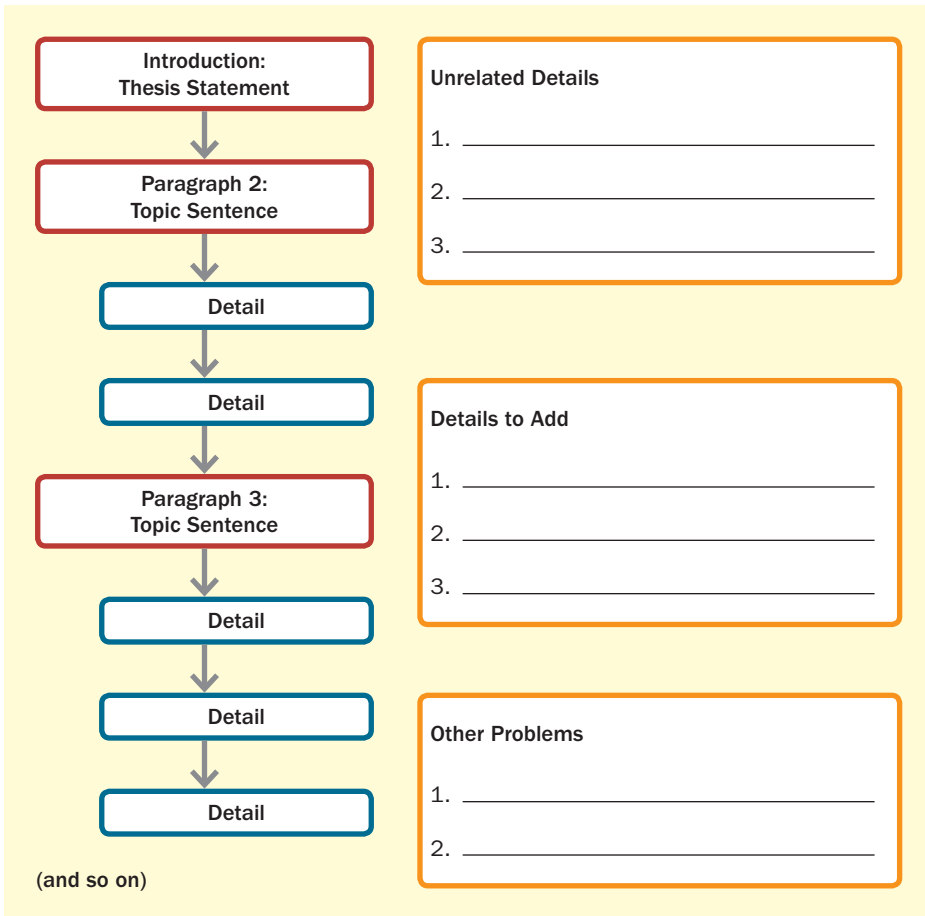 Introduction:
Thesis Statement
Paragraph 2:
Topic Sentence
Detail
Detail
Paragraph 3:
Topic Sentence
Detail
Detail
Detail
(and so on)
Unrelated Details
1.
2.
3.
Details to Add
1.
2.
3.
Other Problems
1.
2.